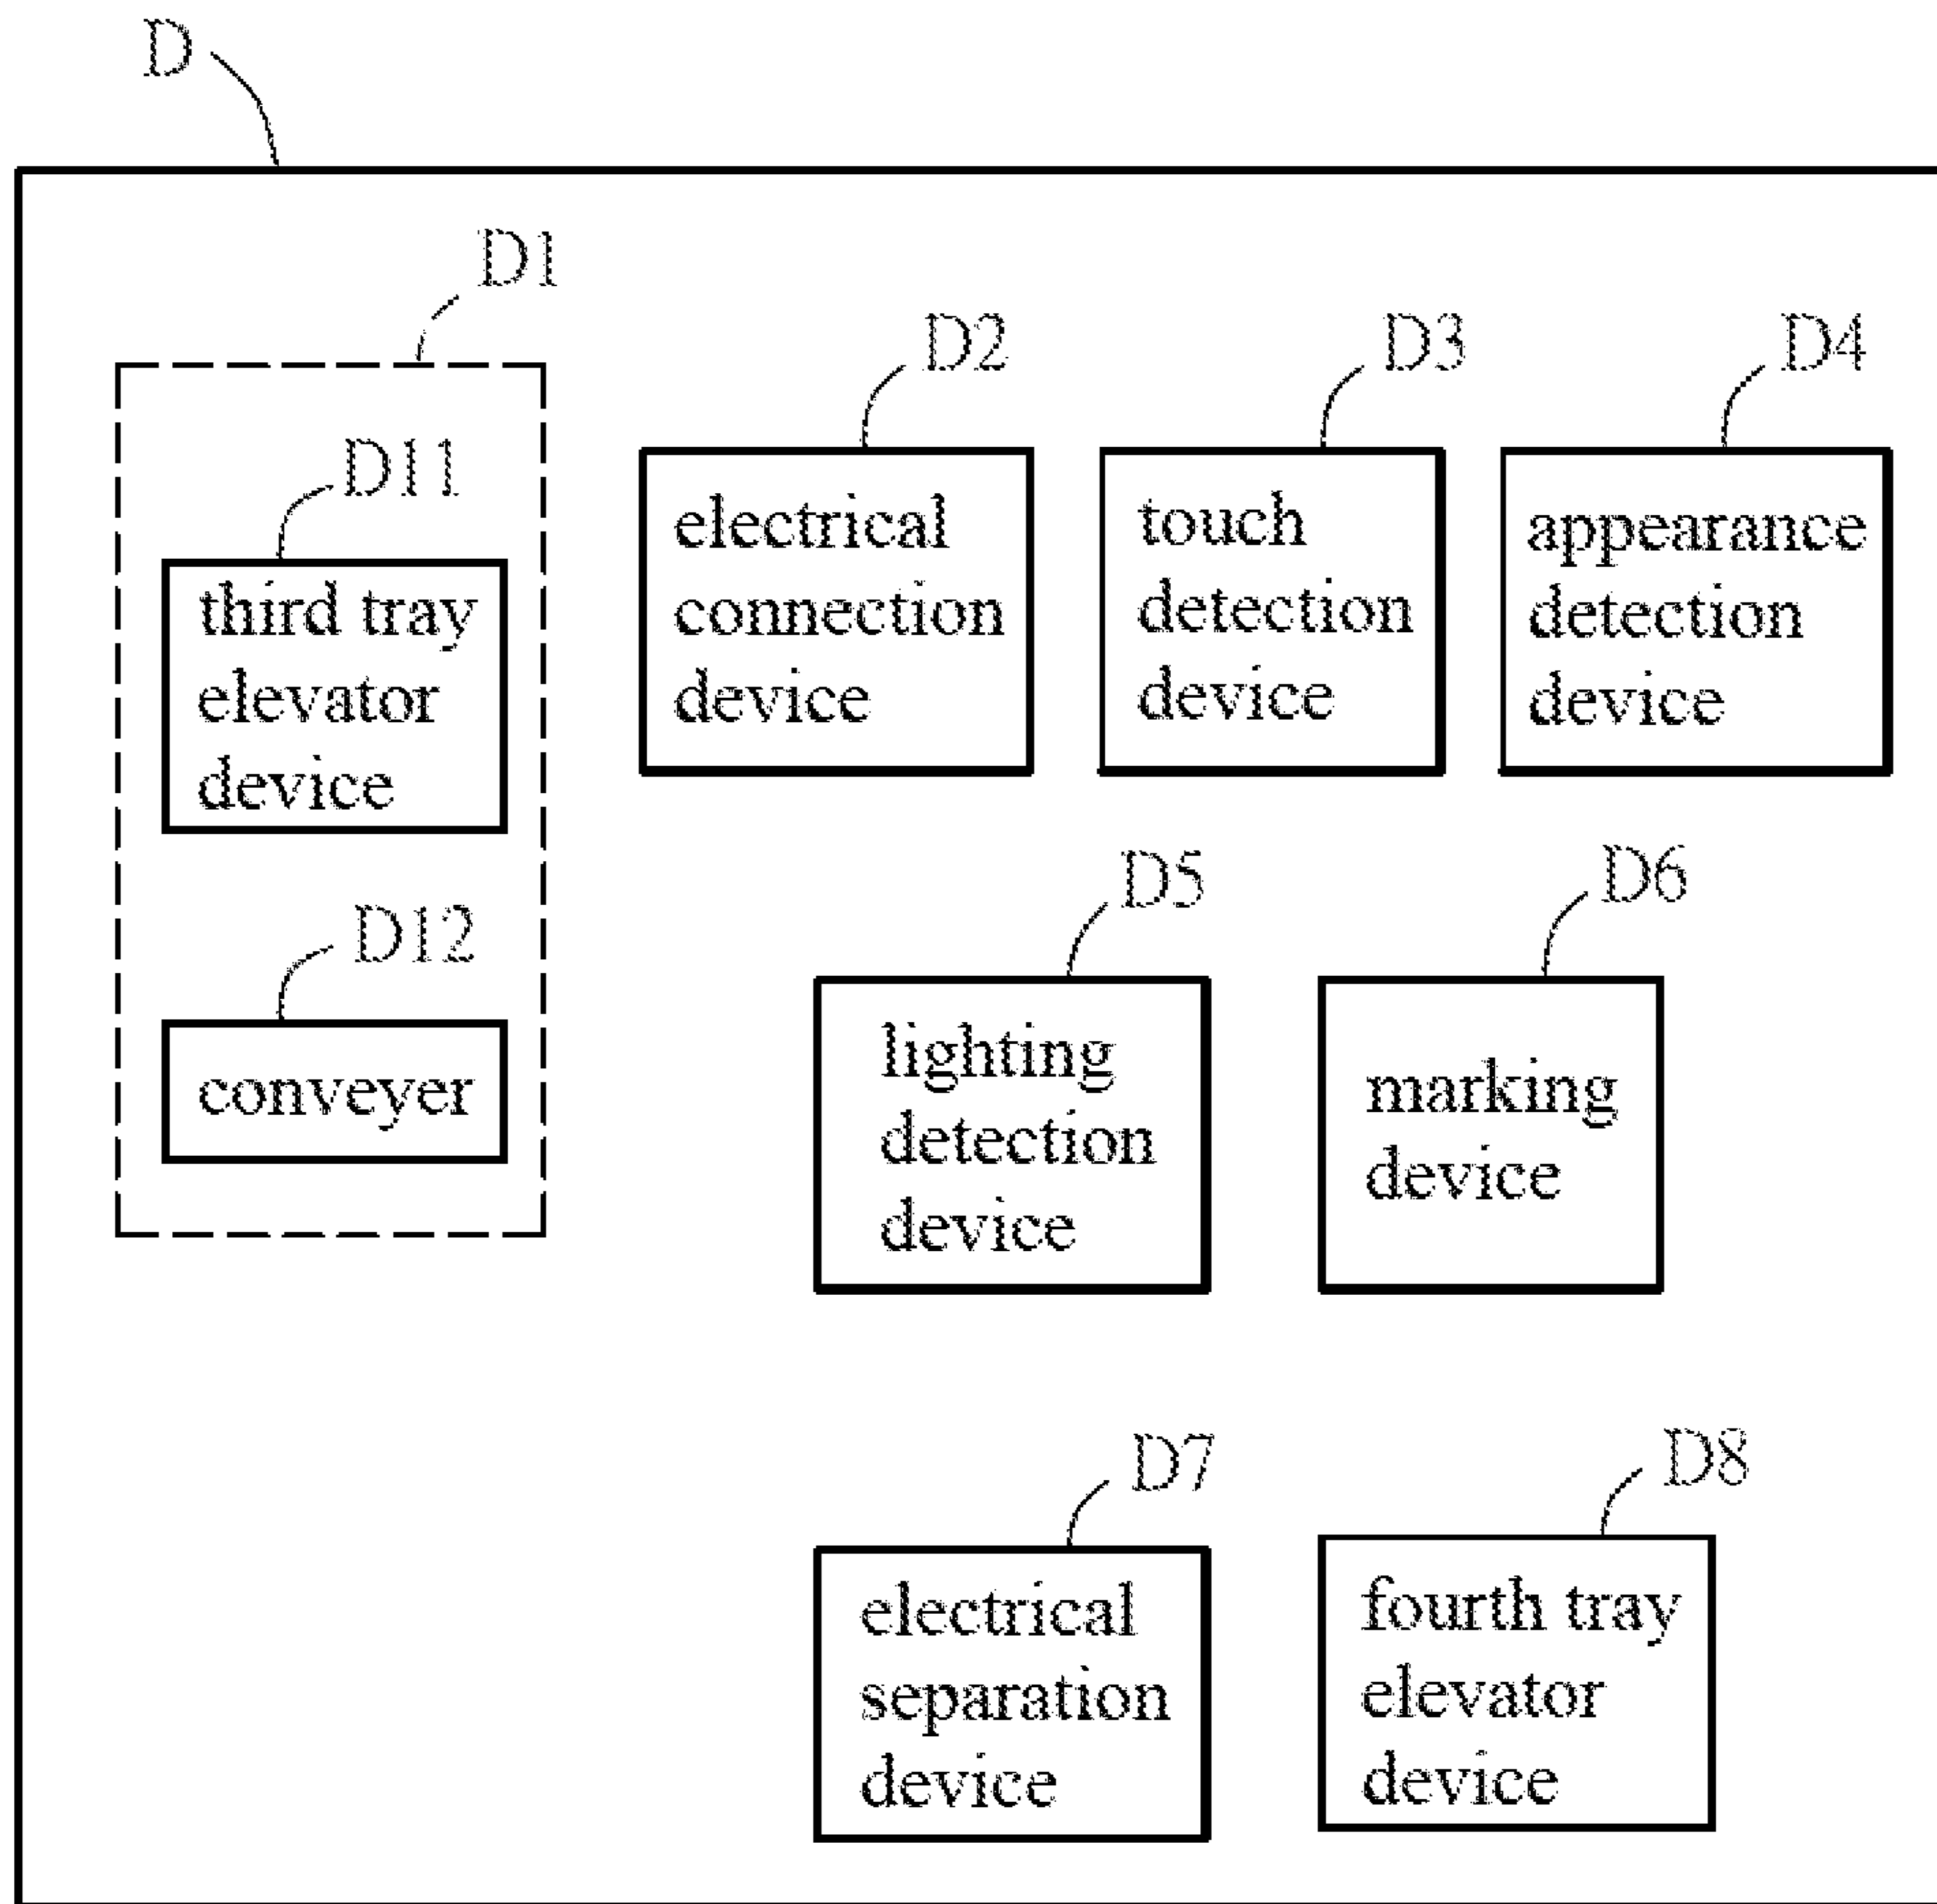 D
D1
D11
third tray
elevator
device
D12
conveyer
D2
electrical
connection
device
D3
touch
detection
device
D4
appearance
detection
device
D5
lighting
detection
device
D6
marking
device
D7
electrical
separation
device
D8
fourth tray
elevator
device